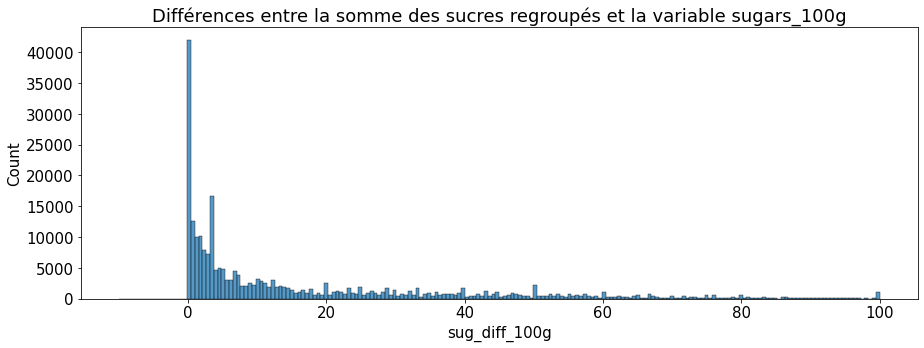 Différences entre la somme des sucres regroupés et la variable sugars_100g
40000
35000
30000
25000
20000
15000
10000
5000
0
Count
0 20 40 60 80 100
sug_diff_100g